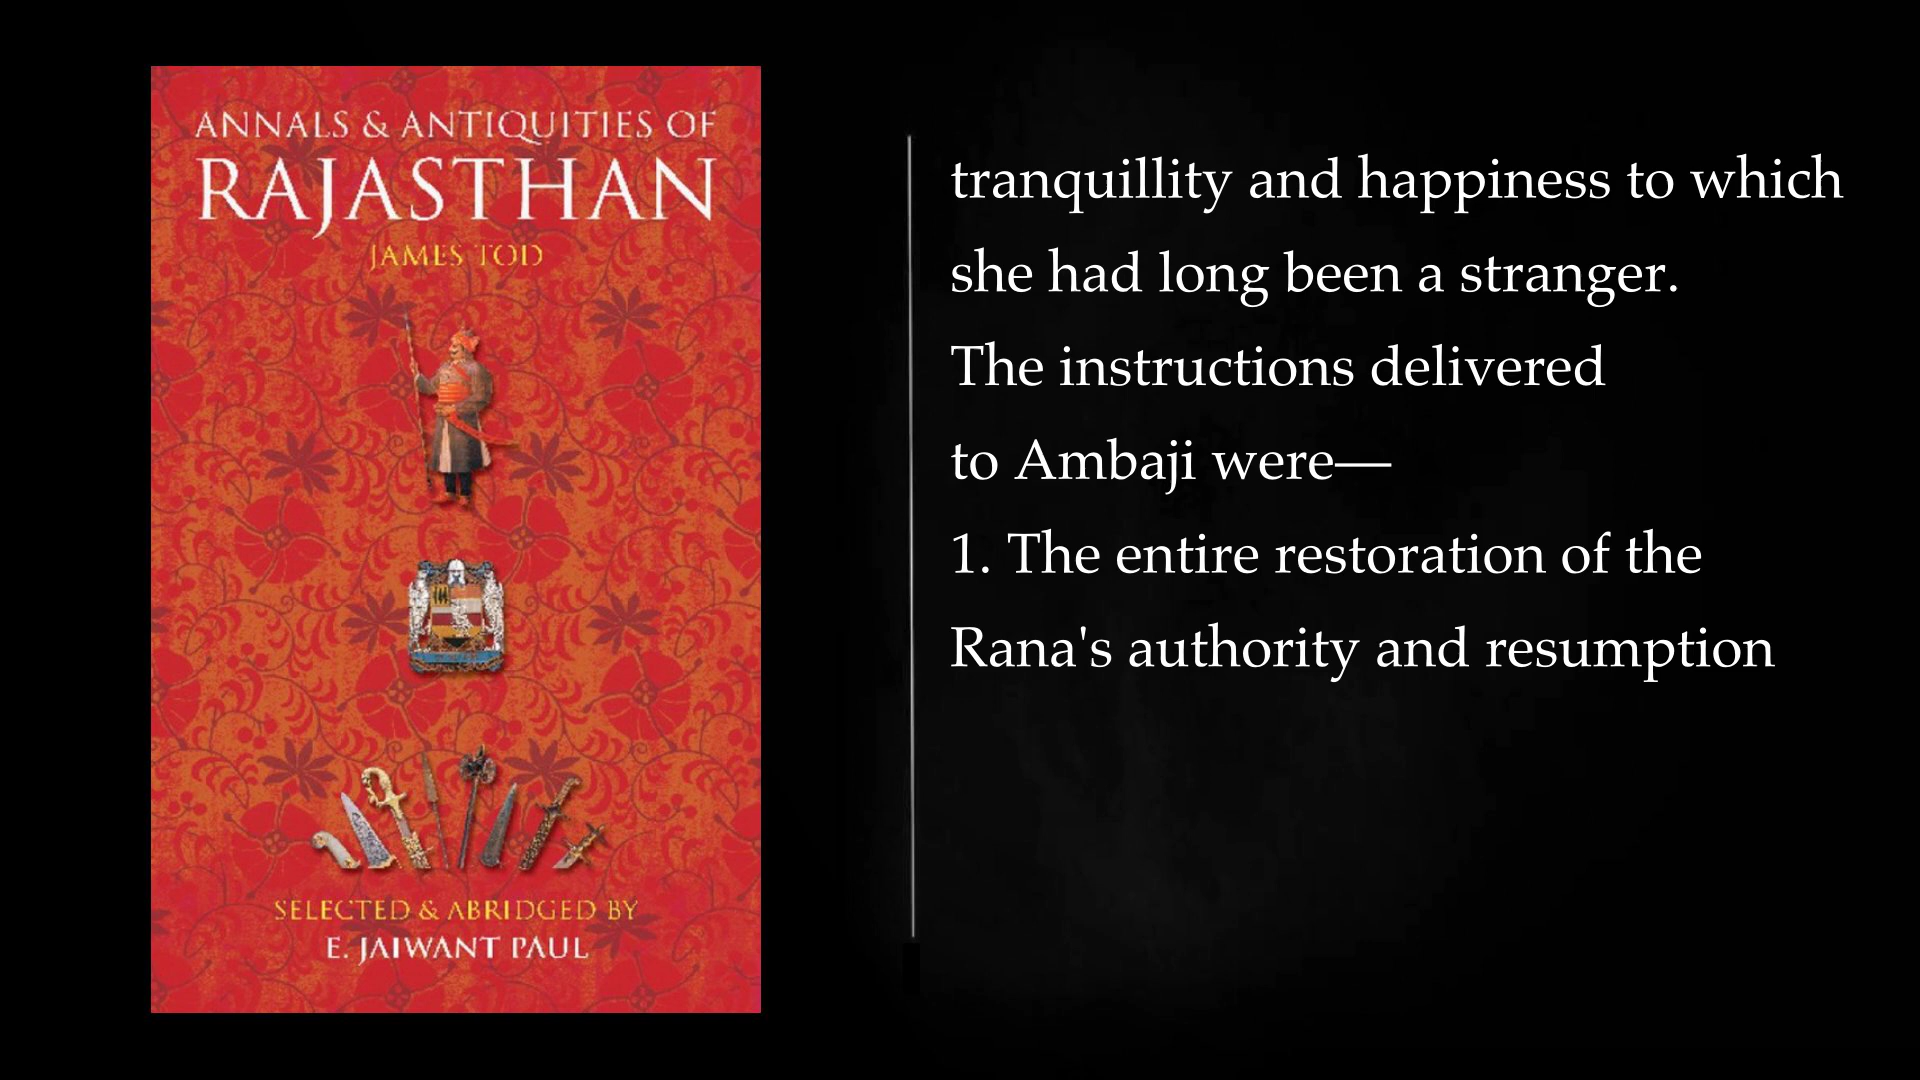 ANNALS & ANTIQUITIES OF
RAJASTHAN
JAMES TOD
SELECTED & ABRIDGED BY
E. JAIWANT PAUL
tranquillity and happiness to which
she had long been a stranger.
The instructions delivered
to Ambaji were—
1. The entire restoration of the
Rana's authority and resumption